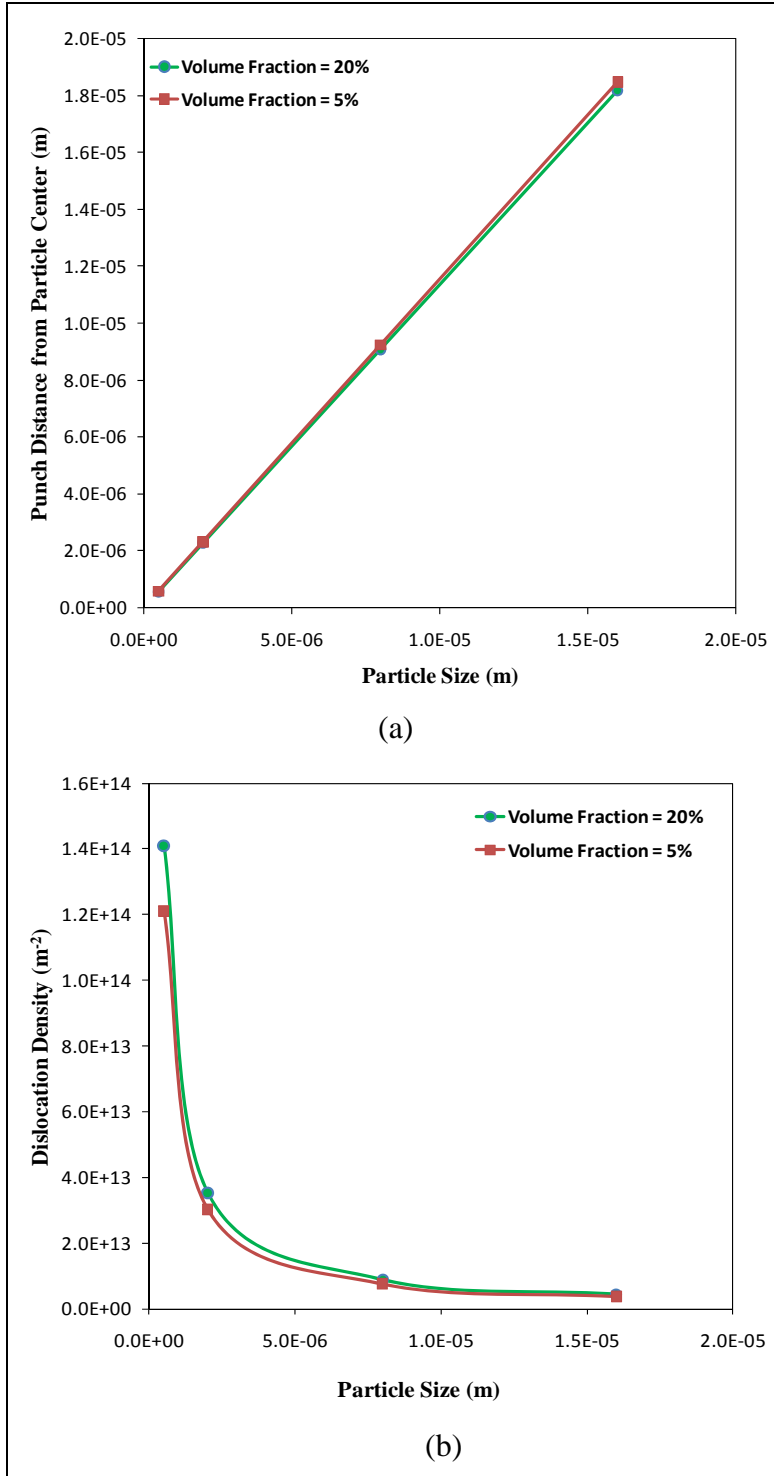 2.0E-05
1.8E-05
1.6E-05
1.4E-05
1.2E-05
1.0E-05
8.0E-06
6.0E-06
4.0E-06
2.0E-06
0.0E+00
Punch Distance from Particle Center (m)
Volume Fraction = 20%
Volume Fraction = 5%
0.0E+00 5.0E-06 1.0E-05 1.5E-05 2.0E-05
Particle Size (m)
(a)
1.6E+14
1.4E+14
1.2E+14
1.0E+14
8.0E+13
6.0E+13
4.0E+13
2.0E+13
0.0E+00
Dislocation Density (m⁻²)
Volume Fraction = 20%
Volume Fraction = 5%
0.0E+00 5.0E-06 1.0E-05 1.5E-05 2.0E-05
Particle Size (m)
(b)